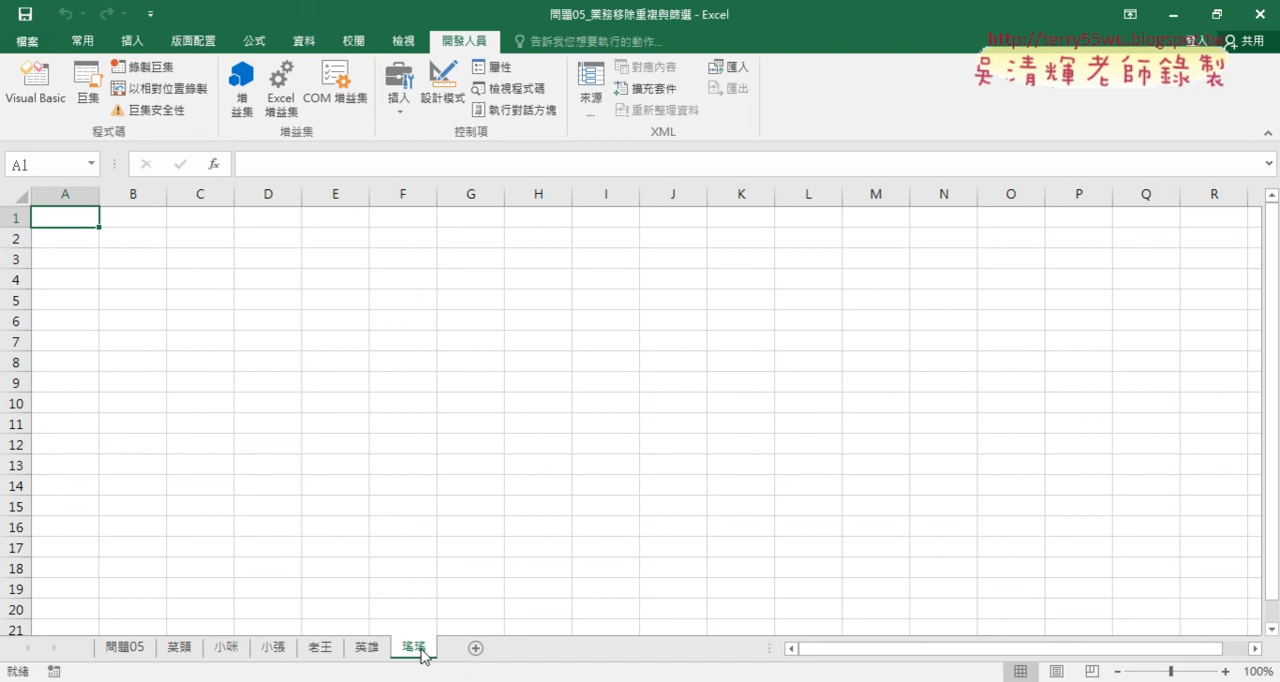 問題05_業務移除重複與篩選 - Excel
檔案 常用 插入 版面配置 公式 資料 校閱 檢視 開發人員 告訴我您想要執行的動作... 共用
http://terry55wu.blogspot.tw
吳清輝老師錄製
Visual Basic 巨集 錄製巨集 以相對位置錄製 巨集安全性
程式碼
增益集 Excel 增益集 COM 增益集
增益集
插入 設計模式 屬性 檢視程式碼 執行對話方塊
控制項
來源... 對應內容 擴充套件 重新整理資料 匯入 匯出
XML
A1 fx
A B C D E F G H I J K L M N O P Q R
1
2
3
4
5
6
7
8
9
10
11
12
13
14
15
16
17
18
19
20
21
問題05 菜頭 小咪 小張 老王 英雄 瑤瑤
就緒 100%